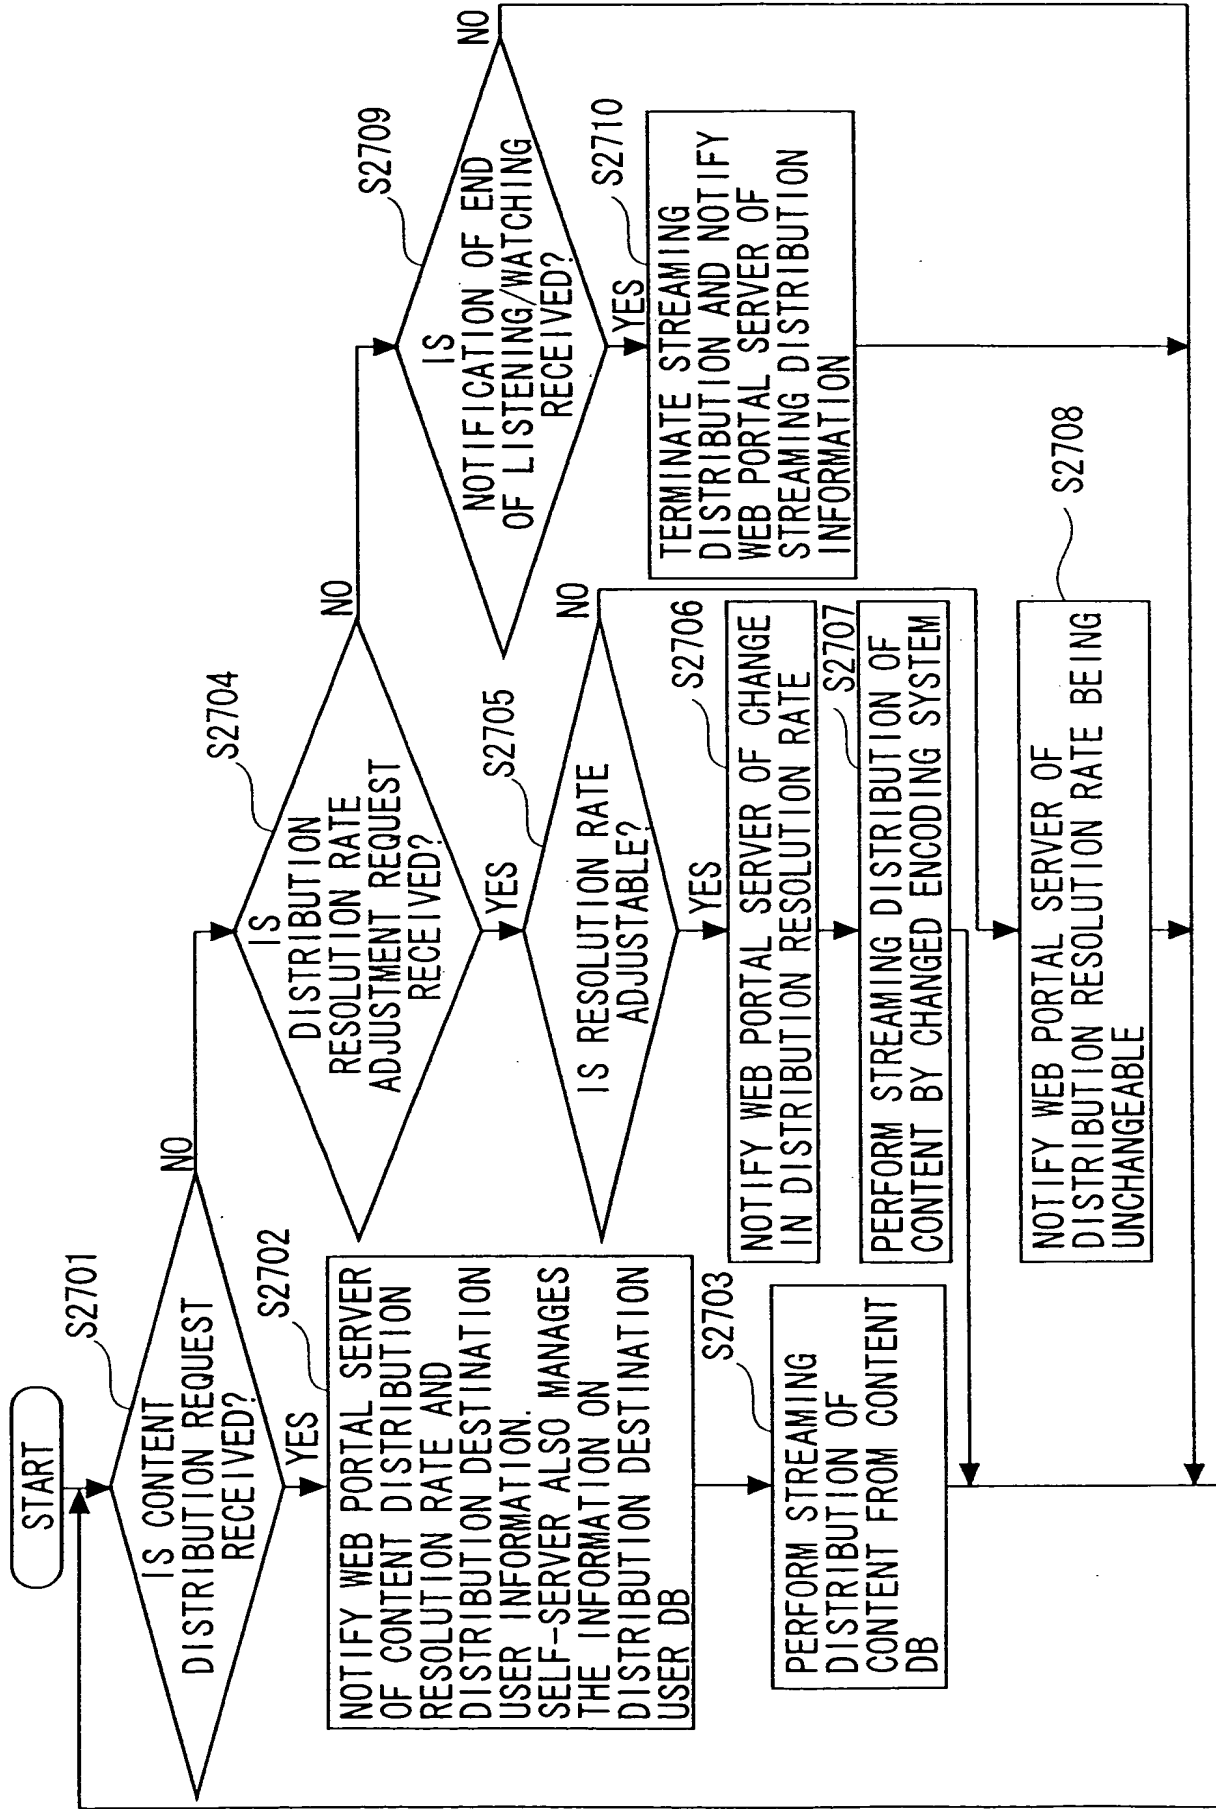 START
S2701
IS CONTENT
DISTRIBUTION REQUEST
RECEIVED?
NO
YES
S2702
NOTIFY WEB PORTAL SERVER
OF CONTENT DISTRIBUTION
RESOLUTION RATE AND
DISTRIBUTION DESTINATION
USER INFORMATION.
SELF-SERVER ALSO MANAGES
THE INFORMATION ON
DISTRIBUTION DESTINATION
USER DB
S2703
PERFORM STREAMING
DISTRIBUTION OF
CONTENT FROM CONTENT
DB
S2704
IS
DISTRIBUTION
RESOLUTION RATE
ADJUSTMENT REQUEST
RECEIVED?
NO
YES
S2705
IS RESOLUTION RATE
ADJUSTABLE?
NO
YES
S2706
NOTIFY WEB PORTAL SERVER OF CHANGE
IN DISTRIBUTION RESOLUTION RATE
S2707
PERFORM STREAMING DISTRIBUTION OF
CONTENT BY CHANGED ENCODING SYSTEM
S2708
NOTIFY WEB PORTAL SERVER OF
DISTRIBUTION RESOLUTION RATE BEING
UNCHANGEABLE
S2709
IS
NOTIFICATION OF END
OF LISTENING/WATCHING
RECEIVED?
NO
YES
S2710
TERMINATE STREAMING
DISTRIBUTION AND NOTIFY
WEB PORTAL SERVER OF
STREAMING DISTRIBUTION
INFORMATION